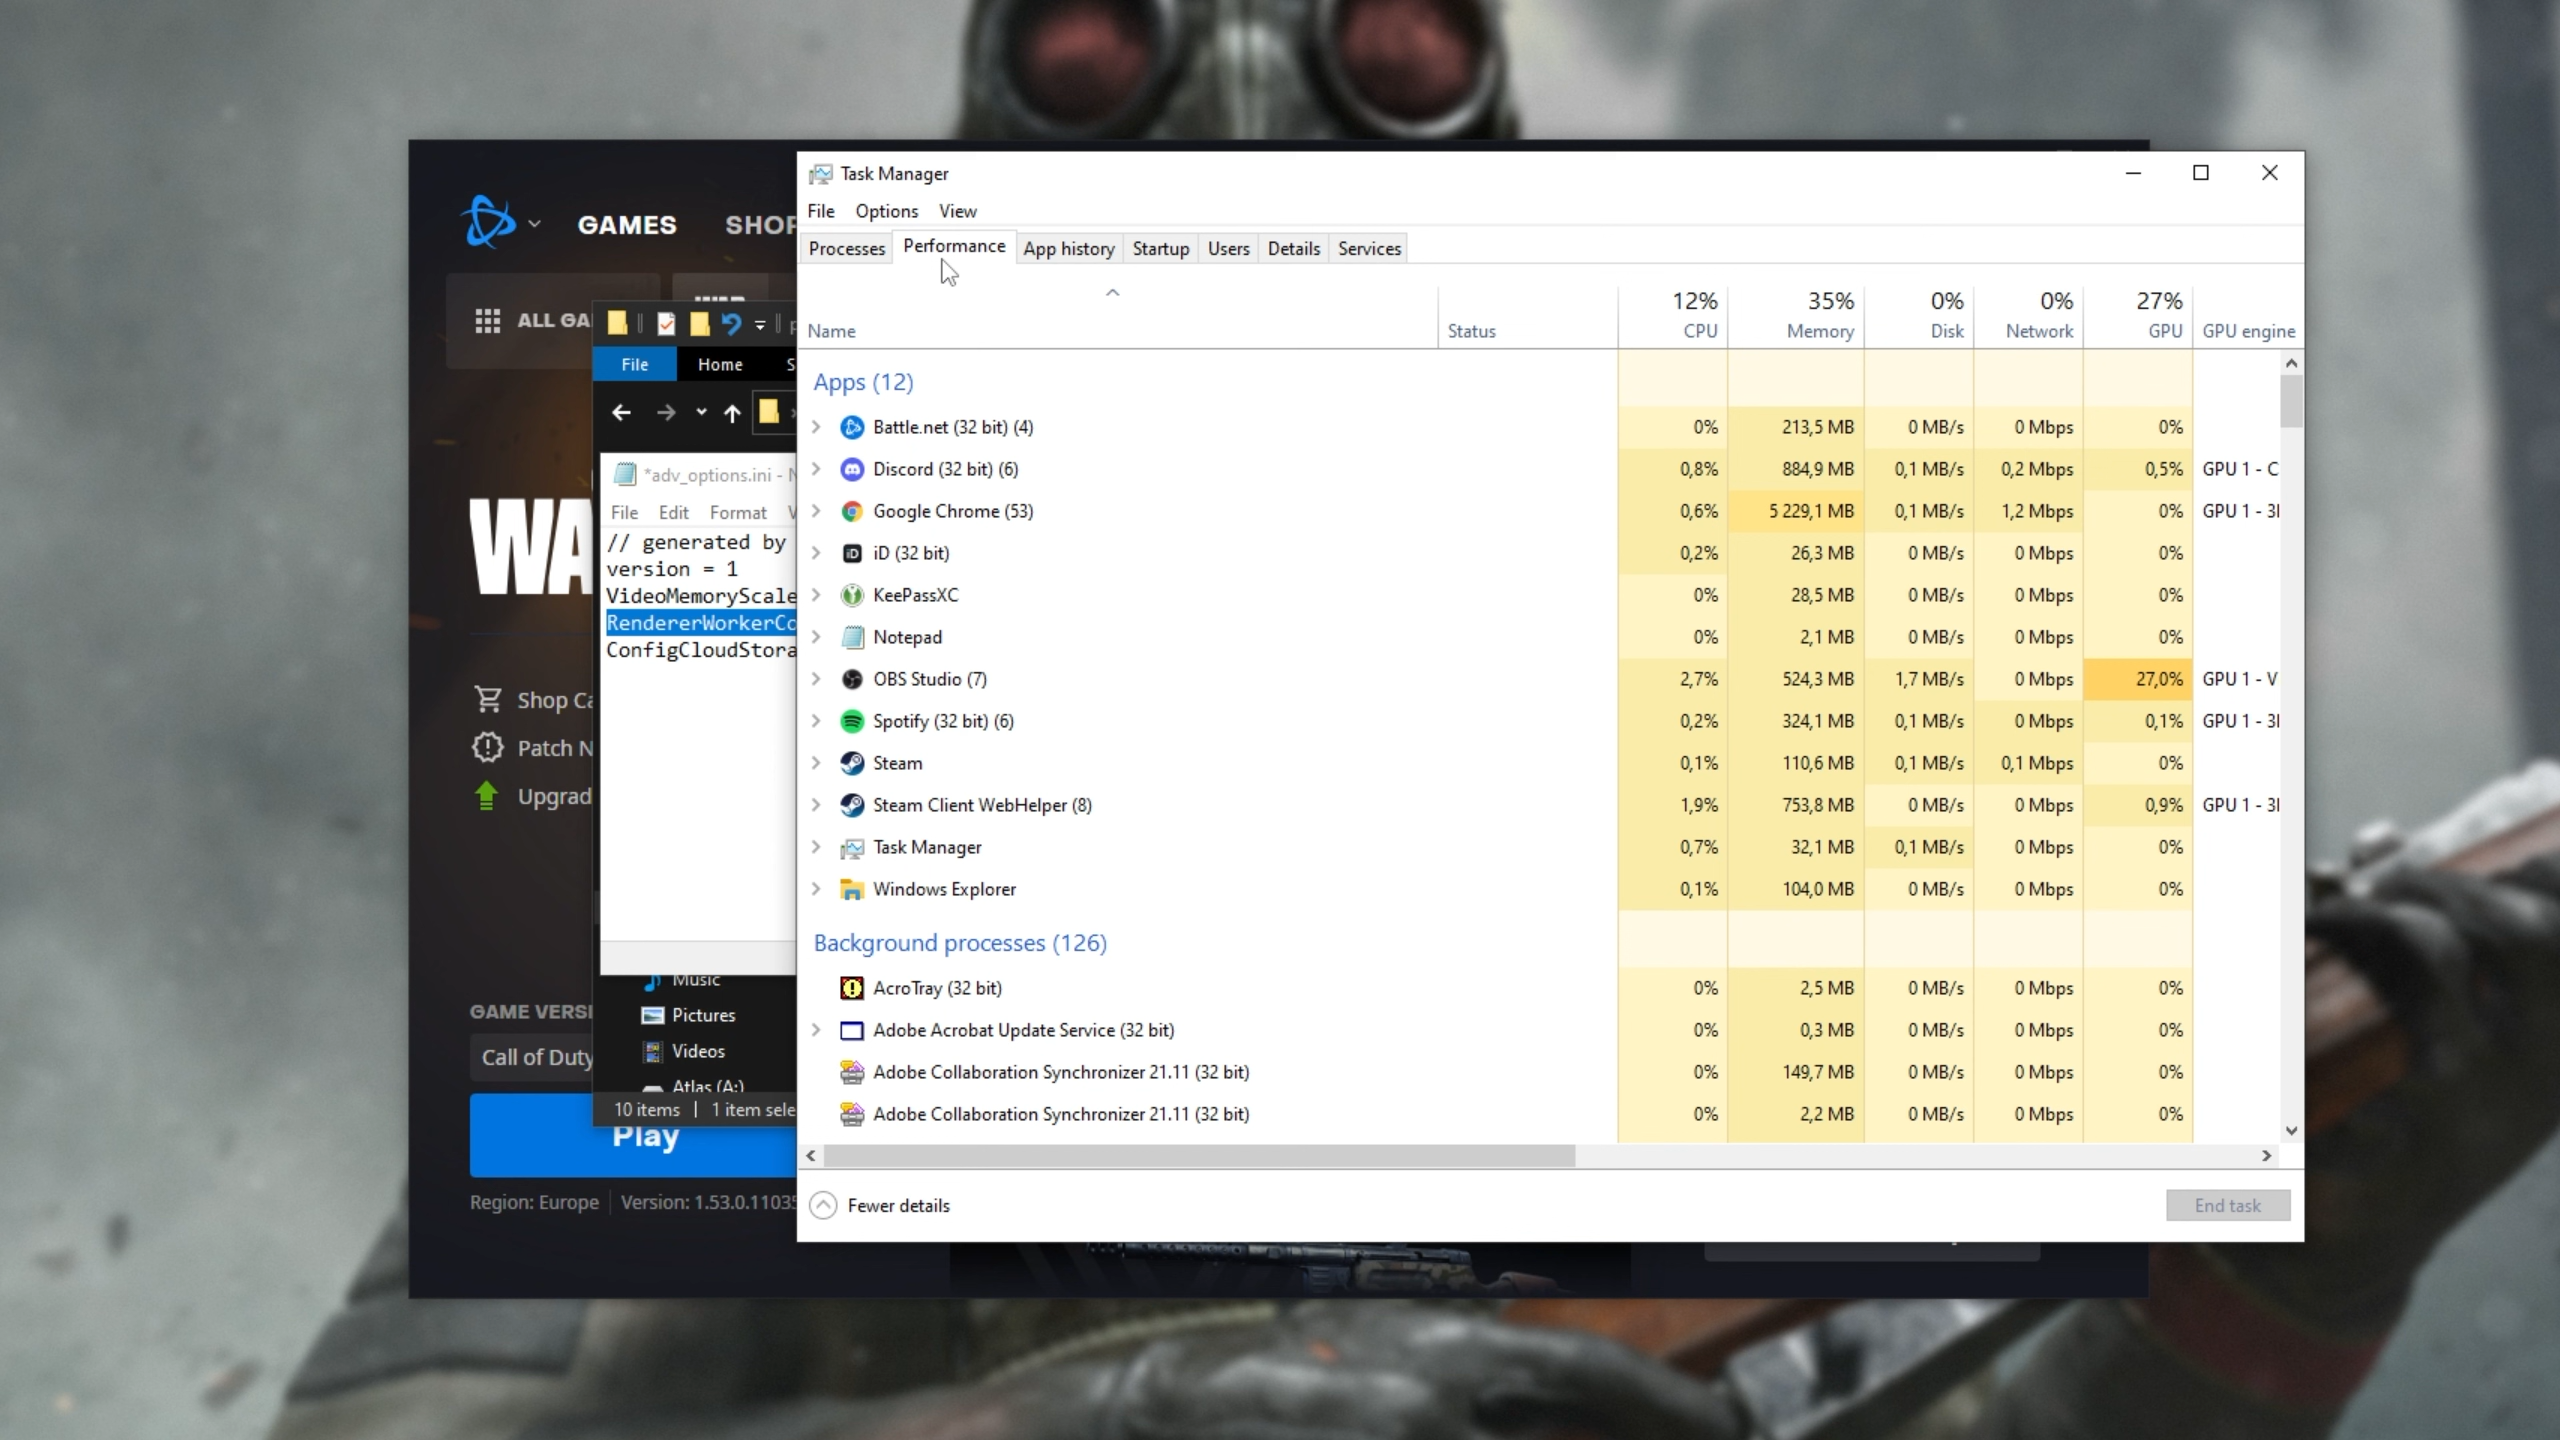 GAMES
SHOP
ALL GA
WA
Shop Ca
Patch N
Upgrad
GAME VERSI
Call of Duty
Play
Region: Europe
Version: 1.53.0.11035
File
Home
S
*adv_options.ini - N
File
Edit
Format
V
// generated by
version = 1
VideoMemoryScale
RendererWorkerCo
ConfigCloudStora
Music
Pictures
Videos
Atlas (A:)
10 items
1 item sele
Task Manager
File
Options
View
Processes
Performance
App history
Startup
Users
Details
Services
12%
35%
0%
0%
27%
Name
Status
CPU
Memory
Disk
Network
GPU
GPU engine
Apps (12)
Battle.net (32 bit) (4) 0% 213,5 MB 0 MB/s 0 Mbps 0%
Discord (32 bit) (6) 0,8% 884,9 MB 0,1 MB/s 0,2 Mbps 0,5% GPU 1 - C
Google Chrome (53) 0,6% 5 229,1 MB 0,1 MB/s 1,2 Mbps 0% GPU 1 - 3
iD (32 bit) 0,2% 26,3 MB 0 MB/s 0 Mbps 0%
KeePassXC 0% 28,5 MB 0 MB/s 0 Mbps 0%
Notepad 0% 2,1 MB 0 MB/s 0 Mbps 0%
OBS Studio (7) 2,7% 524,3 MB 1,7 MB/s 0 Mbps 27,0% GPU 1 - V
Spotify (32 bit) (6) 0,2% 324,1 MB 0,1 MB/s 0 Mbps 0,1% GPU 1 - 3
Steam 0,1% 110,6 MB 0,1 MB/s 0,1 Mbps 0%
Steam Client WebHelper (8) 1,9% 753,8 MB 0 MB/s 0 Mbps 0,9% GPU 1 - 3
Task Manager 0,7% 32,1 MB 0,1 MB/s 0 Mbps 0%
Windows Explorer 0,1% 104,0 MB 0 MB/s 0 Mbps 0%
Background processes (126)
AcroTray (32 bit) 0% 2,5 MB 0 MB/s 0 Mbps 0%
Adobe Acrobat Update Service (32 bit) 0% 0,3 MB 0 MB/s 0 Mbps 0%
Adobe Collaboration Synchronizer 21.11 (32 bit) 0% 149,7 MB 0 MB/s 0 Mbps 0%
Adobe Collaboration Synchronizer 21.11 (32 bit) 0% 2,2 MB 0 MB/s 0 Mbps 0%
Fewer details
End task